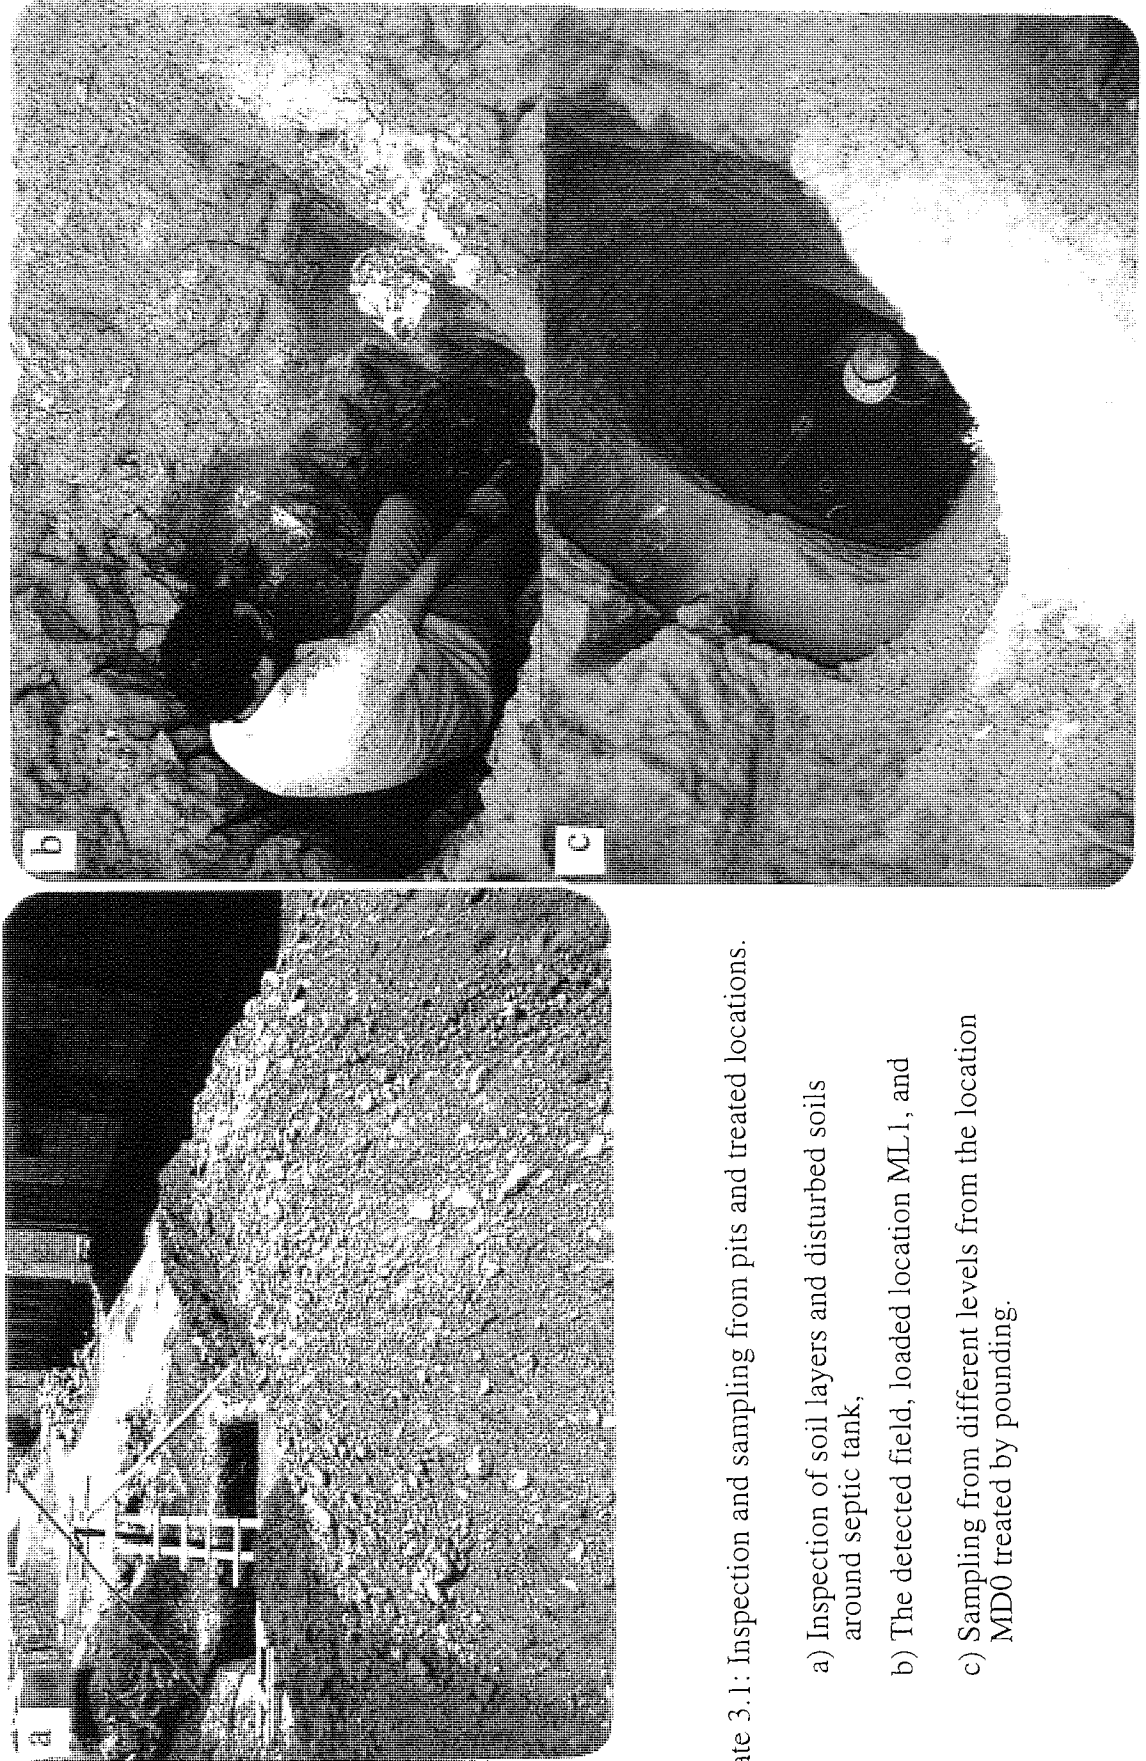 a
b
c
ate 3.1: Inspection and sampling from pits and treated locations.
a) Inspection of soil layers and disturbed soils
around septic tank,
b) The detected field, loaded location ML1, and
c) Sampling from different levels from the location
MD0 treated by pounding.